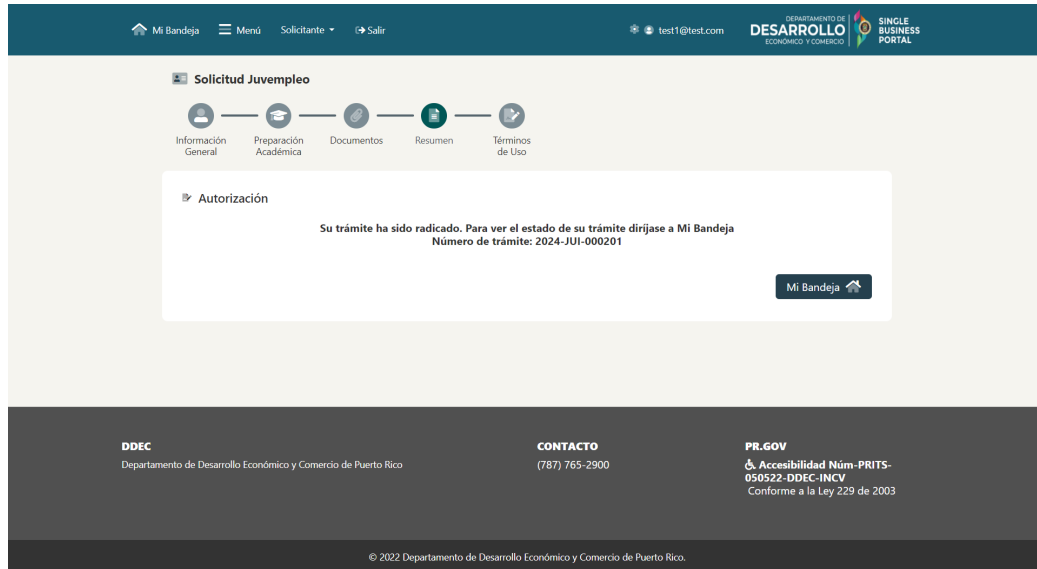 Mi Bandeja Menú Solicitante Salir test1@test.com
DEPARTAMENTO DE
DESARROLLO
ECONÓMICO Y COMERCIO
SINGLE
BUSINESS
PORTAL
Solicitud Juvempleo
Información
General
Preparación
Académica
Documentos
Resumen
Términos
de Uso
Autorización
Su trámite ha sido radicado. Para ver el estado de su trámite diríjase a Mi Bandeja
Número de trámite: 2024-JUI-000201
Mi Bandeja
DDEC
Departamento de Desarrollo Económico y Comercio de Puerto Rico
CONTACTO
(787) 765-2900
PR.GOV
Accesibilidad Núm-PRITS-
050522-DDEC-INCV
Conforme a la Ley 229 de 2003
© 2022 Departamento de Desarrollo Económico y Comercio de Puerto Rico.